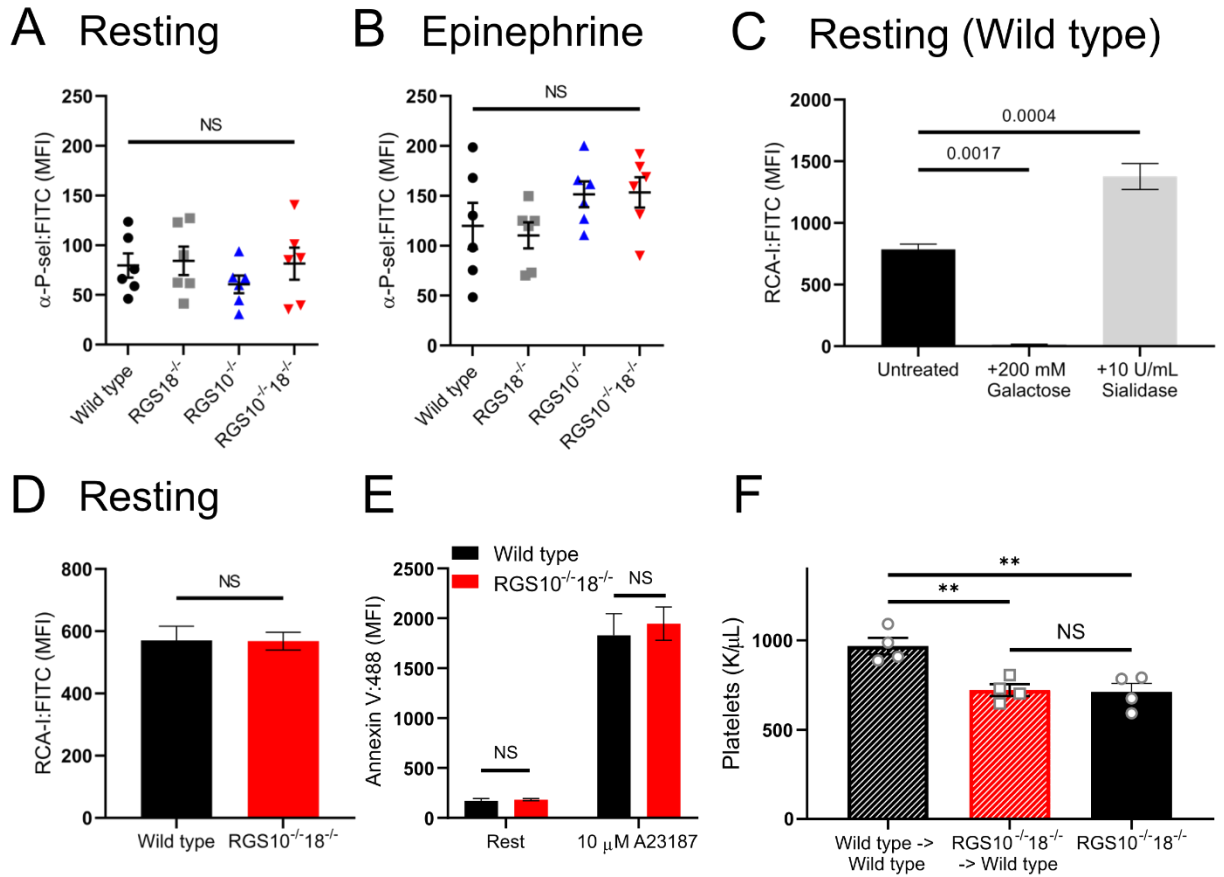 A Resting
α-P-sel:FITC (MFI)
250
200
150
100
50
0
NS
Wild type
RGS18⁻/⁻
RGS10⁻/⁻
RGS10⁻/⁻18⁻/⁻
B Epinephrine
α-P-sel:FITC (MFI)
250
200
150
100
50
0
NS
Wild type
RGS18⁻/⁻
RGS10⁻/⁻
RGS10⁻/⁻18⁻/⁻
C Resting (Wild type)
RCA-I:FITC (MFI)
2000
1500
1000
500
0
0.0004
0.0017
Untreated
+200 mM
Galactose
+10 U/mL
Sialidase
D Resting
RCA-I:FITC (MFI)
800
600
400
200
0
NS
Wild type
RGS10⁻/⁻18⁻/⁻
E
Wild type
RGS10⁻/⁻18⁻/⁻
Annexin V:488 (MFI)
2500
2000
1500
1000
500
0
NS
NS
Rest
10 μM A23187
F
Platelets (K/μL)
1000
500
0
**
**
NS
Wild type ->
Wild type
RGS10⁻/⁻18⁻/⁻
-> Wild type
RGS10⁻/⁻18⁻/⁻